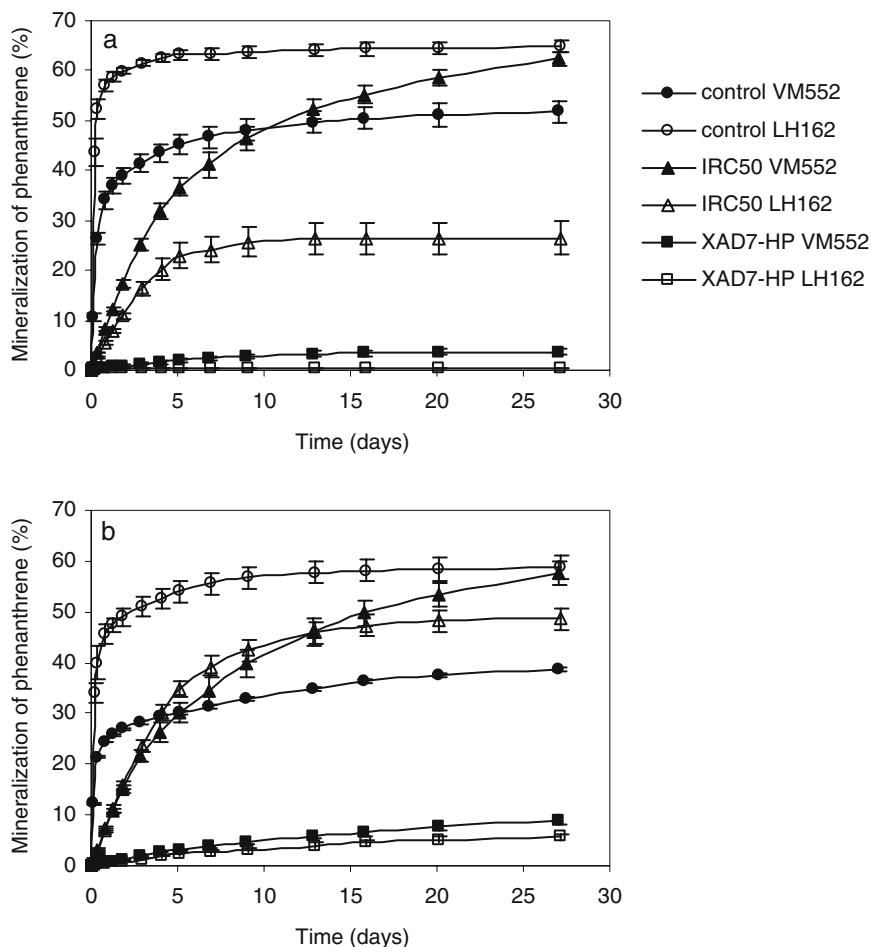 a
Mineralization of phenanthrene (%)
70
60
50
40
30
20
10
0
0 5 10 15 20 25 30
Time (days)
control VM552
control LH162
IRC50 VM552
IRC50 LH162
XAD7-HP VM552
XAD7-HP LH162
b
Mineralization of phenanthrene (%)
70
60
50
40
30
20
10
0
0 5 10 15 20 25 30
Time (days)